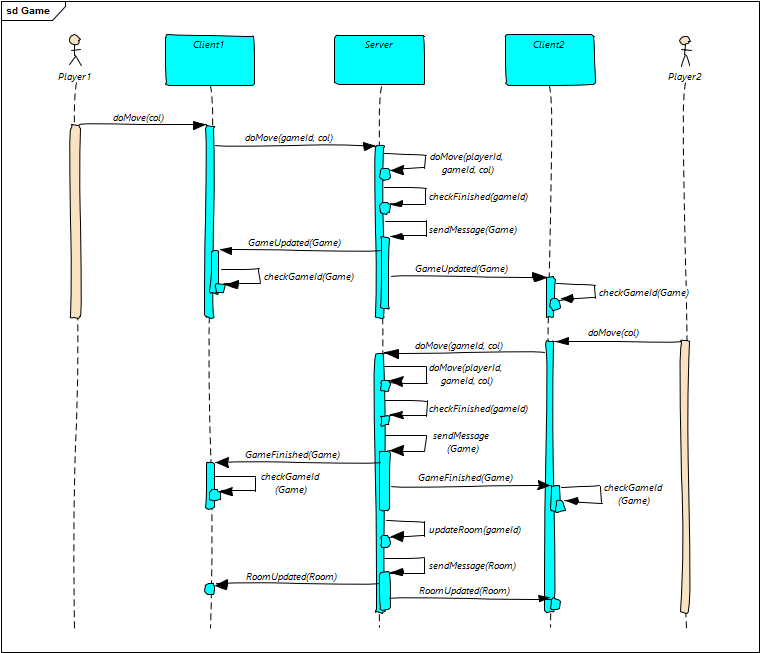 sd Game
Player1
Client1
Server
Client2
Player2
doMove(col)
doMove(gameId, col)
doMove(playerId,
gameId, col)
checkFinished(gameId)
sendMessage(Game)
GameUpdated(Game)
GameUpdated(Game)
checkGameId(Game)
checkGameId(Game)
doMove(col)
doMove(gameId, col)
doMove(playerId,
gameId, col)
checkFinished(gameId)
sendMessage
(Game)
GameFinished(Game)
checkGameId
(Game)
GameFinished(Game)
checkGameId
(Game)
updateRoom(gameId)
sendMessage(Room)
RoomUpdated(Room)
RoomUpdated(Room)